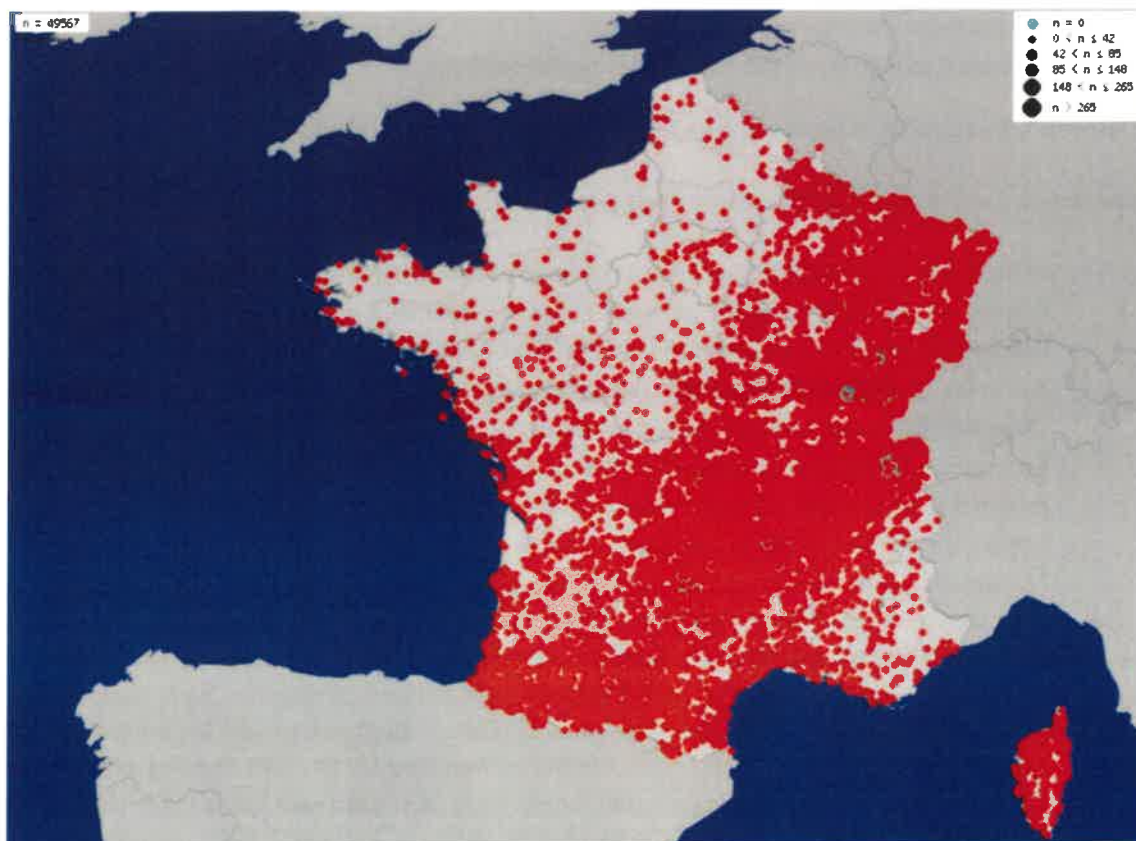 n = 49567
n = 0
0 < n ≤ 42
42 < n ≤ 85
85 < n ≤ 148
148 < n ≤ 265
n > 265